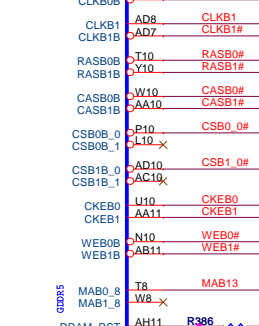 CLKB0B
CLKB1 AD8 CLKB1
CLKB1B AD7 CLKB1#
RASB0B T10 RASB0#
RASB1B Y10 RASB1#
CASB0B W10 CASB0#
CASB1B AA10 CASB1#
CSB0B_0 P10 CSB0_0#
CSB0B_1 L10
CSB1B_0 AD10 CSB1_0#
CSB1B_1 AC10
CKEB0 U10 CKEB0
CKEB1 AA11 CKEB1
WEB0B N10 WEB0#
WEB1B AB11 WEB1#
GDDR5
MAB0_8 T8 MAB13
MAB1_8 W8
DRAM_RST AH11 R386